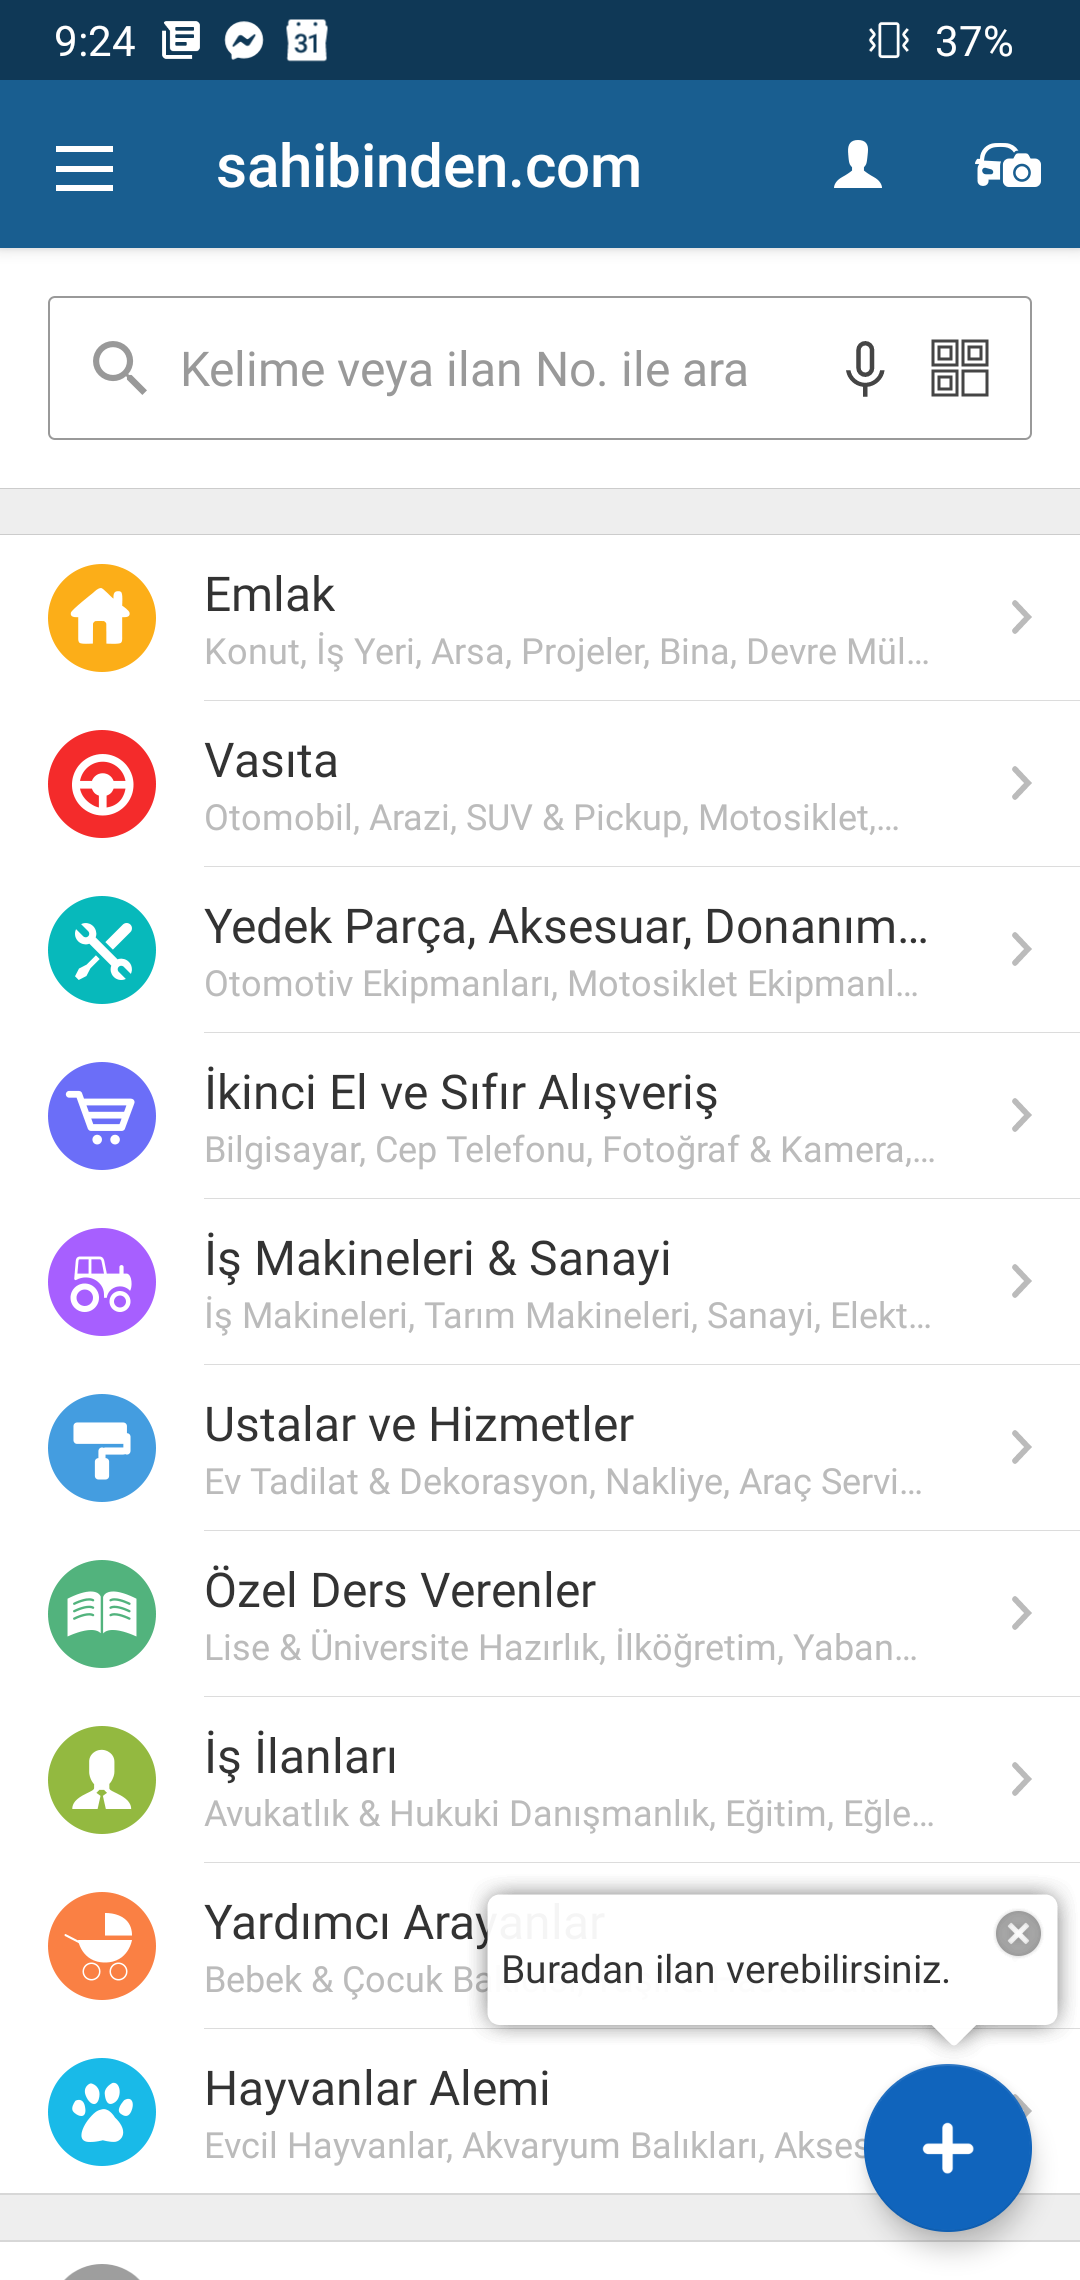 9:24 31 37%
sahibinden.com
Kelime veya ilan No. ile ara
Emlak
Konut, İş Yeri, Arsa, Projeler, Bina, Devre Mül...
Vasıta
Otomobil, Arazi, SUV & Pickup, Motosiklet,...
Yedek Parça, Aksesuar, Donanım...
Otomotiv Ekipmanları, Motosiklet Ekipmanl...
İkinci El ve Sıfır Alışveriş
Bilgisayar, Cep Telefonu, Fotoğraf & Kamera,...
İş Makineleri & Sanayi
İş Makineleri, Tarım Makineleri, Sanayi, Elekt...
Ustalar ve Hizmetler
Ev Tadilat & Dekorasyon, Nakliye, Araç Servi...
Özel Ders Verenler
Lise & Üniversite Hazırlık, İlköğretim, Yaban...
İş İlanları
Avukatlık & Hukuki Danışmanlık, Eğitim, Eğle...
Yardımcı Arayanlar
Bebek & Çocuk
Buradan ilan verebilirsiniz.
Hayvanlar Alemi
Evcil Hayvanlar, Akvaryum Balıkları, Akses